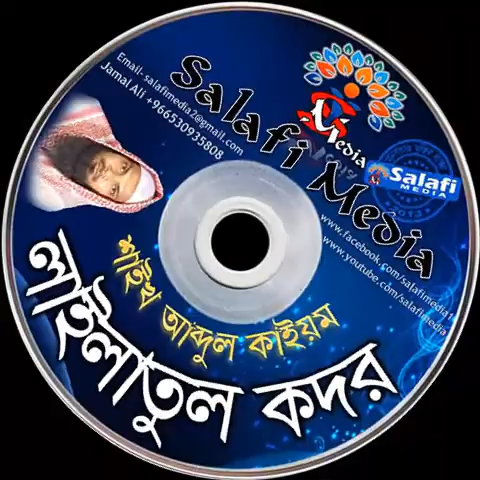 Email- salafimedia2@gmail.com
Jamal Ali +966530935808
Salafi Media
Media
Salafi
MEDIA
www.facebook.com/salafimedia1
www.youtube.com/salafimedia
শাইখ আব্দুল কাইয়ুম
লাইলাতুল কদর